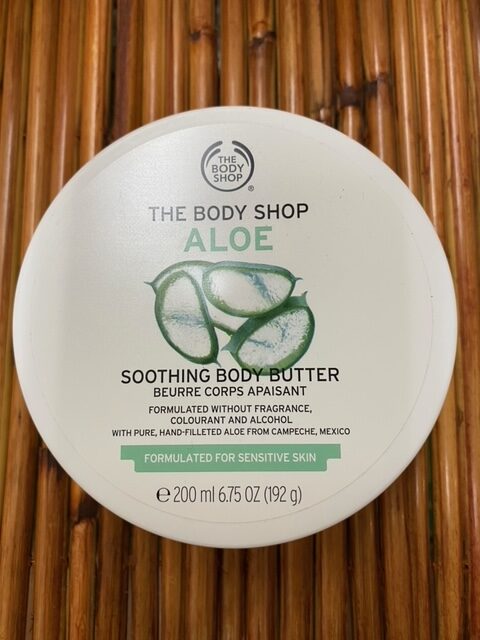 THE
BODY
SHOP
®
THE BODY SHOP
ALOE
SOOTHING BODY BUTTER
BEURRE CORPS APAISANT
FORMULATED WITHOUT FRAGRANCE,
COLOURANT AND ALCOHOL
WITH PURE, HAND-FILLETED ALOE FROM CAMPECHE, MEXICO
FORMULATED FOR SENSITIVE SKIN
℮ 200 ml 6.75 OZ (192 g)